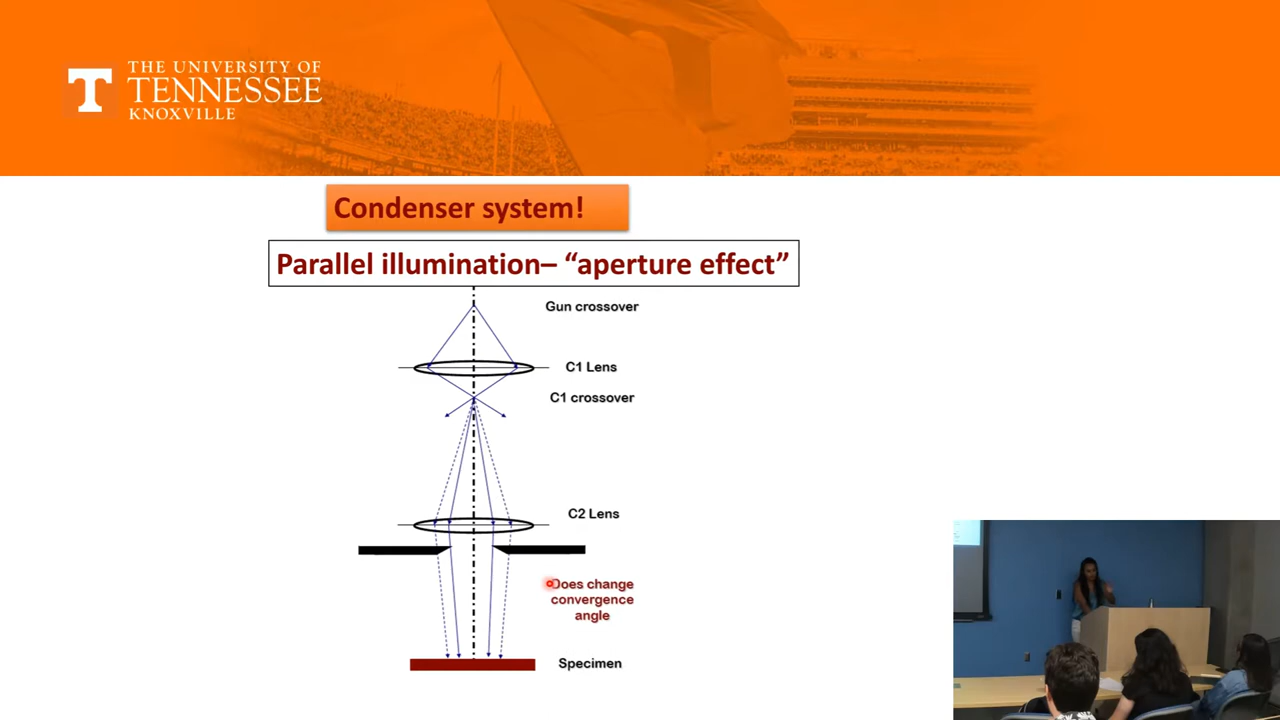 T
THE UNIVERSITY OF
TENNESSEE
KNOXVILLE
Condenser system!
Parallel illumination– “aperture effect”
Gun crossover
C1 Lens
C1 crossover
C2 Lens
Does change
convergence
angle
Specimen